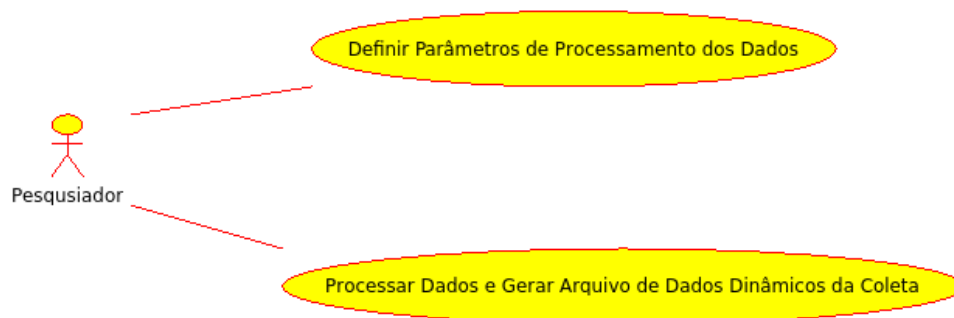 Definir Parâmetros de Processamento dos Dados
Pesqusiador
Processar Dados e Gerar Arquivo de Dados Dinâmicos da Coleta